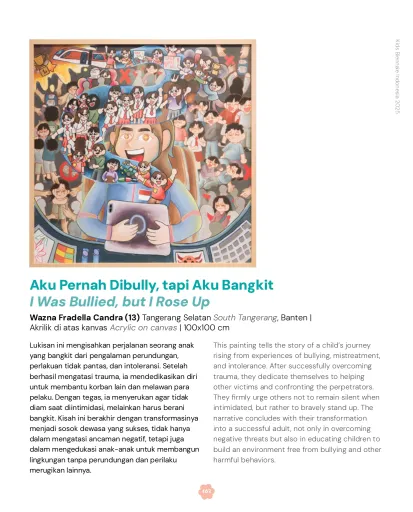 Kids Biennale Indonesia 2025
Aku Pernah Dibully, tapi Aku Bangkit
I Was Bullied, but I Rose Up
Wazna Fradella Candra (13) Tangerang Selatan South Tangerang, Banten |
Akrilik di atas kanvas Acrylic on canvas | 100x100 cm
Lukisan ini mengisahkan perjalanan seorang anak
yang bangkit dari pengalaman perundungan,
perlakuan tidak pantas, dan intoleransi. Setelah
berhasil mengatasi trauma, ia mendedikasikan diri
untuk membantu korban lain dan melawan para
pelaku. Dengan tegas, ia menyerukan agar tidak
diam saat diintimidasi, melainkan harus berani
bangkit. Kisah ini berakhir dengan transformasinya
menjadi sosok dewasa yang sukses, tidak hanya
dalam mengatasi ancaman negatif, tetapi juga
dalam mengedukasi anak-anak untuk membangun
lingkungan tanpa perundungan dan perilaku
merugikan lainnya.
This painting tells the story of a child's journey
rising from experiences of bullying, mistreatment,
and intolerance. After successfully overcoming
trauma, they dedicate themselves to helping
other victims and confronting the perpetrators.
They firmly urge others not to remain silent when
intimidated, but rather to bravely stand up. The
narrative concludes with their transformation
into a successful adult, not only in overcoming
negative threats but also in educating children to
build an environment free from bullying and other
harmful behaviors.